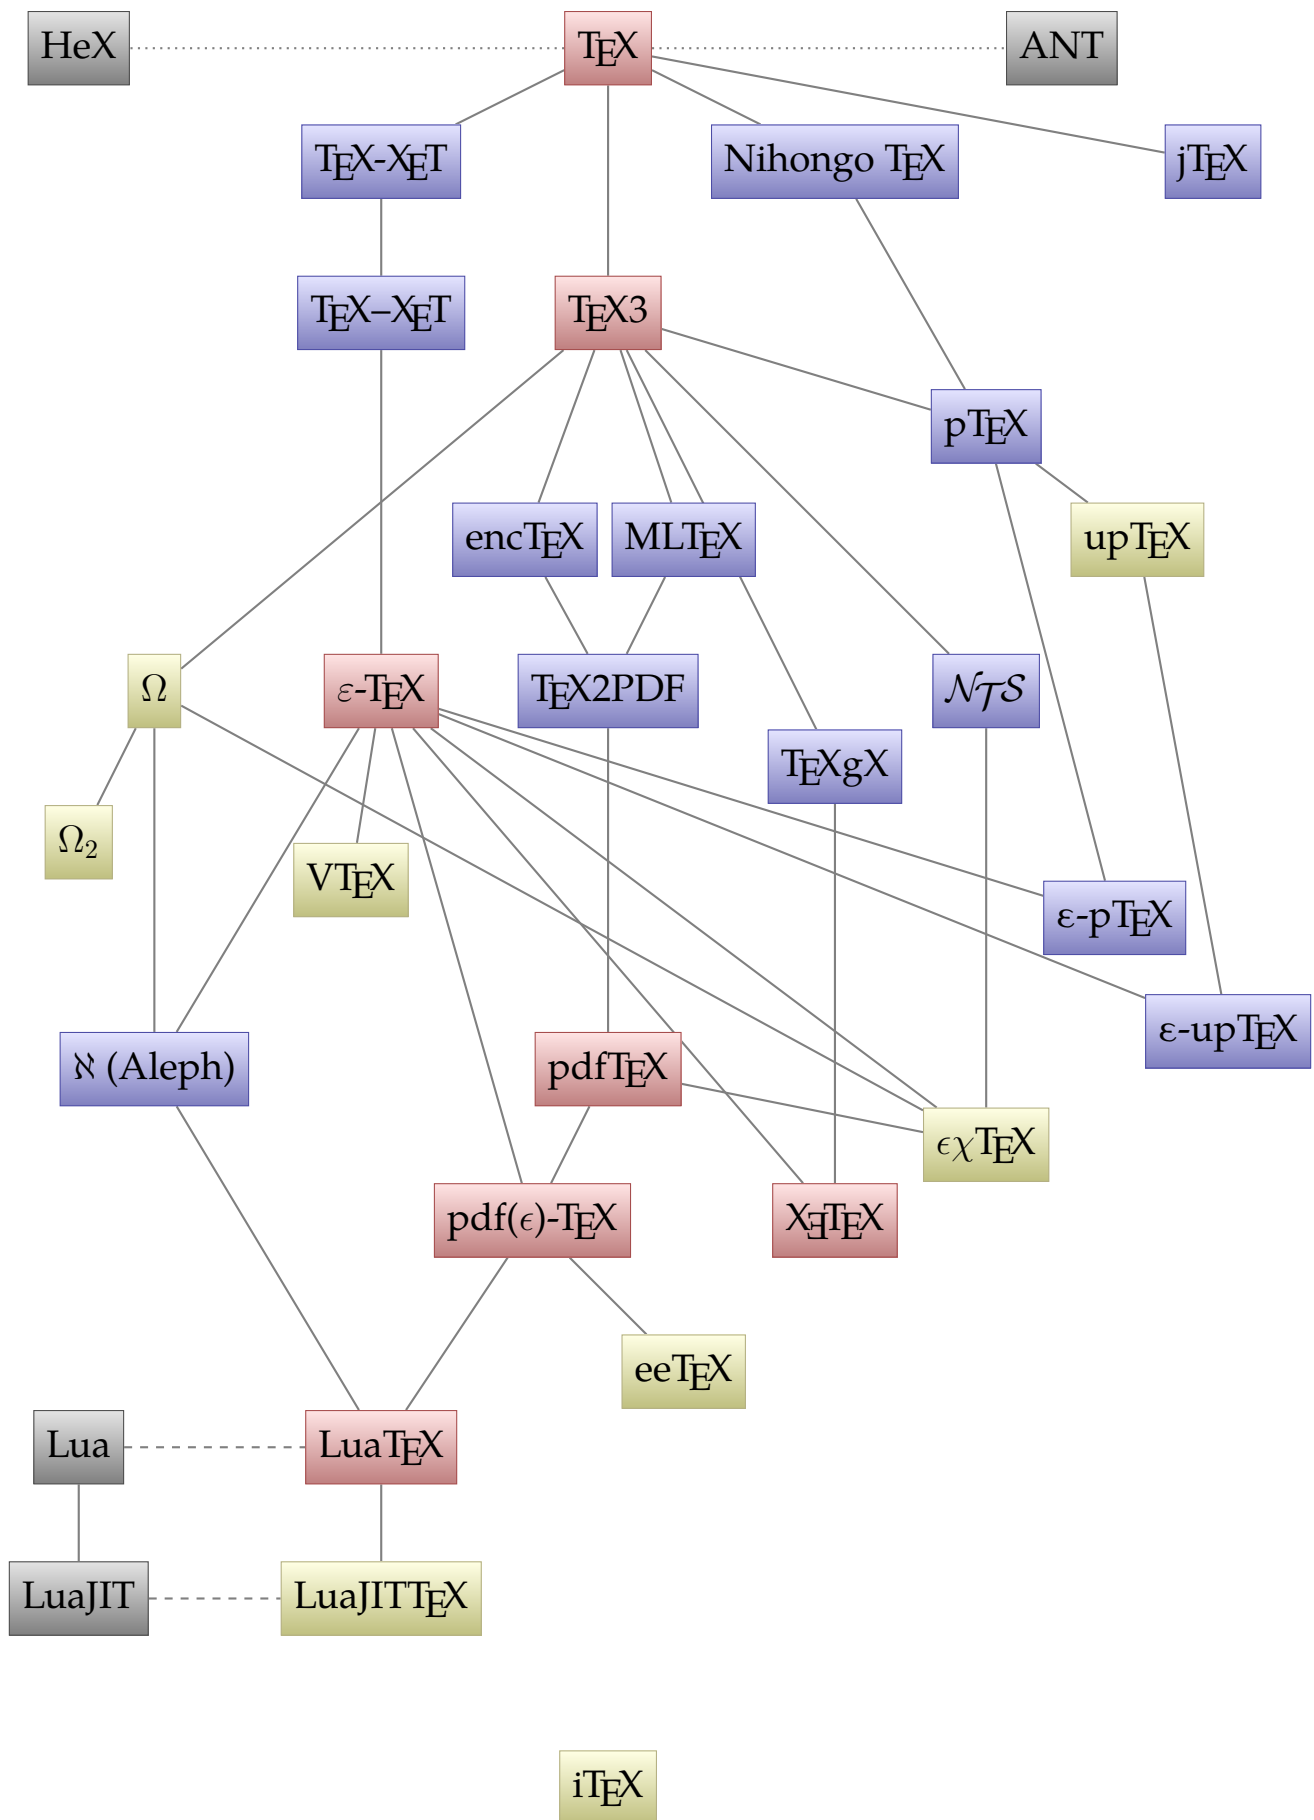 HeX
TEX
ANT
TEX-XET
Nihongo TEX
jTEX
TEX–XET
TEX3
pTEX
encTEX
MLTEX
upTEX
Ω
ε-TEX
TEX2PDF
NTS
TEXgX
Ω₂
VTEX
ε-pTEX
ε-upTEX
ℵ (Aleph)
pdfTEX
ϵχTEX
pdf(ϵ)-TEX
XƎTEX
eeTEX
Lua
LuaTEX
LuaJIT
LuaJITTEX
iTEX